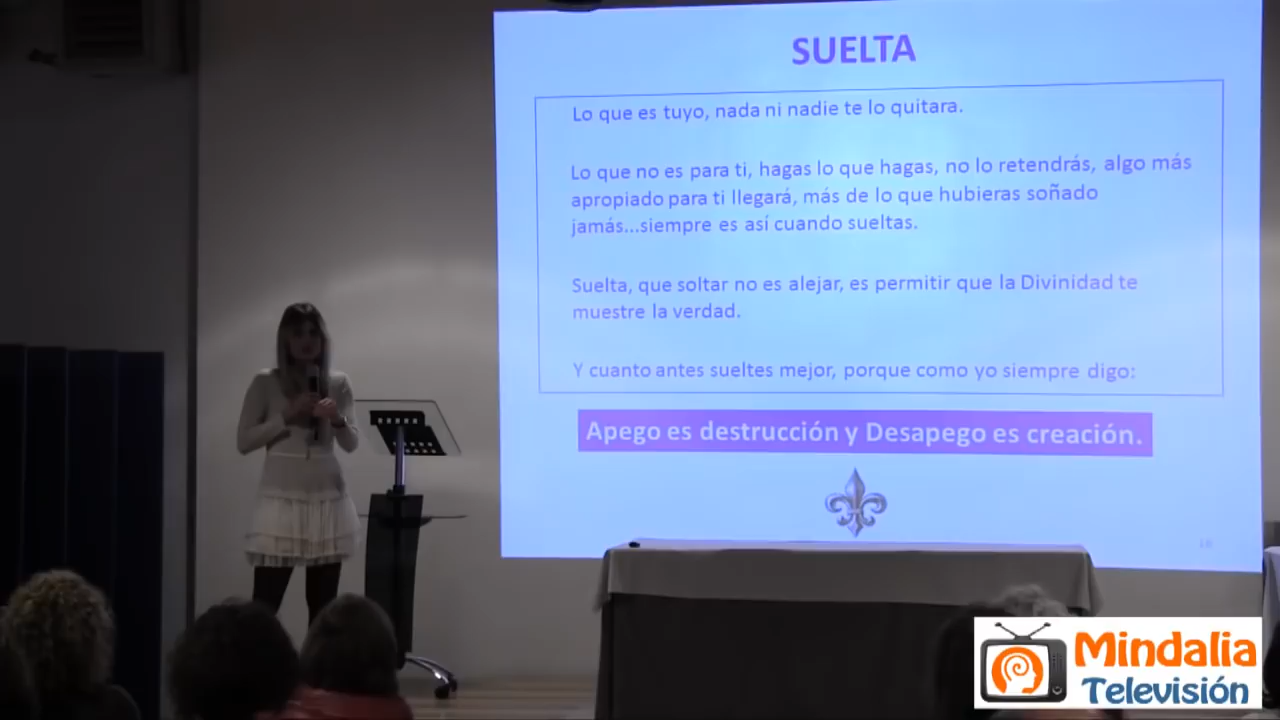 SUELTA
Lo que es tuyo, nada ni nadie te lo quitara.
Lo que no es para ti, hagas lo que hagas, no lo retendrás, algo más
apropiado para ti llegará, más de lo que hubieras soñado
jamás...siempre es así cuando sueltas.
Suelta, que soltar no es alejar, es permitir que la Divinidad te
muestre la verdad.
Y cuanto antes sueltes mejor, porque como yo siempre digo:
Apego es destrucción y Desapego es creación.
Mindalia
Televisión